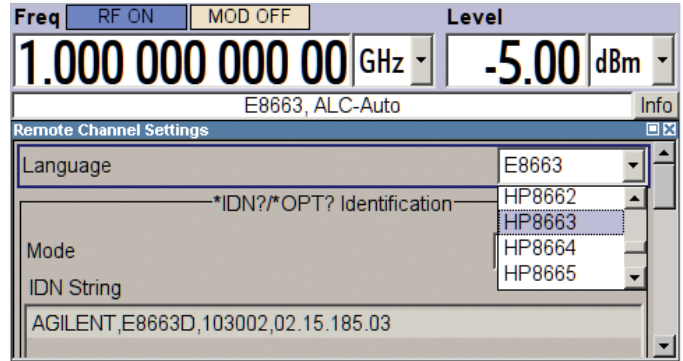 Freq RF ON MOD OFF Level
1.000 000 000 00 GHz -5.00 dBm
E8663, ALC-Auto Info
Remote Channel Settings
Language E8663
*IDN?/*OPT? Identification
HP8662
HP8663
Mode HP8664
IDN String HP8665
AGILENT,E8663D,103002,02.15.185.03